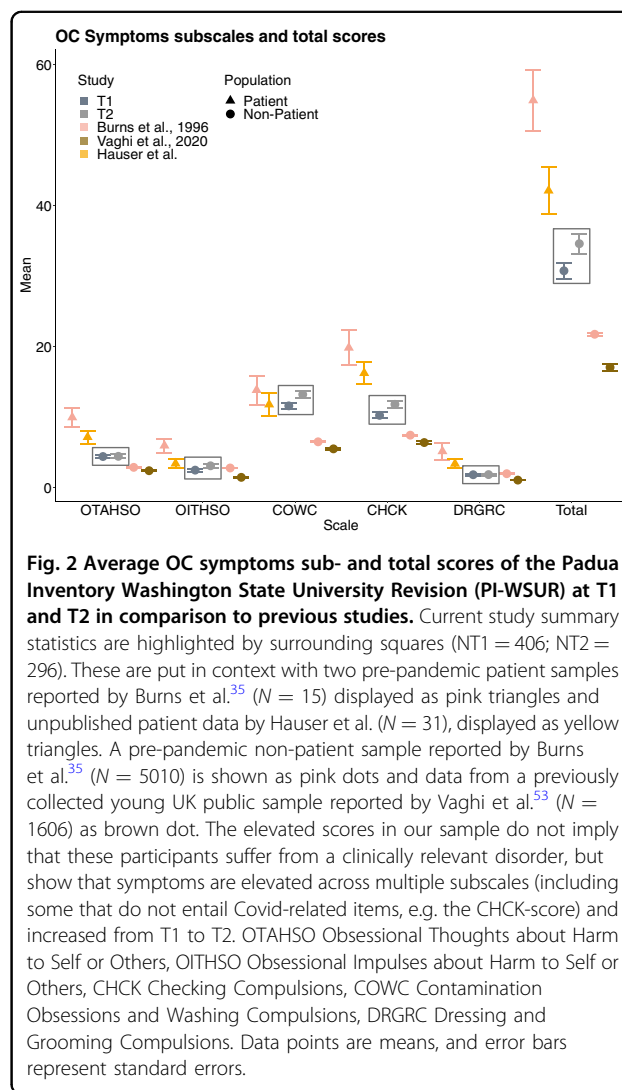 OC Symptoms subscales and total scores
60
40
20
0
Mean
Study
T1
T2
Burns et al., 1996
Vaghi et al., 2020
Hauser et al.
Population
Patient
Non-Patient
OTAHSO OITHSO COWC CHCK DRGRC Total
Scale
Fig. 2 Average OC symptoms sub- and total scores of the Padua
Inventory Washington State University Revision (PI-WSUR) at T1
and T2 in comparison to previous studies. Current study summary
statistics are highlighted by surrounding squares (NT1 = 406; NT2 =
296). These are put in context with two pre-pandemic patient samples
reported by Burns et al.35 (N = 15) displayed as pink triangles and
unpublished patient data by Hauser et al. (N = 31), displayed as yellow
triangles. A pre-pandemic non-patient sample reported by Burns
et al.35 (N = 5010) is shown as pink dots and data from a previously
collected young UK public sample reported by Vaghi et al.53 (N =
1606) as brown dot. The elevated scores in our sample do not imply
that these participants suffer from a clinically relevant disorder, but
show that symptoms are elevated across multiple subscales (including
some that do not entail Covid-related items, e.g. the CHCK-score) and
increased from T1 to T2. OTAHSO Obsessional Thoughts about Harm
to Self or Others, OITHSO Obsessional Impulses about Harm to Self or
Others, CHCK Checking Compulsions, COWC Contamination
Obsessions and Washing Compulsions, DRGRC Dressing and
Grooming Compulsions. Data points are means, and error bars
represent standard errors.